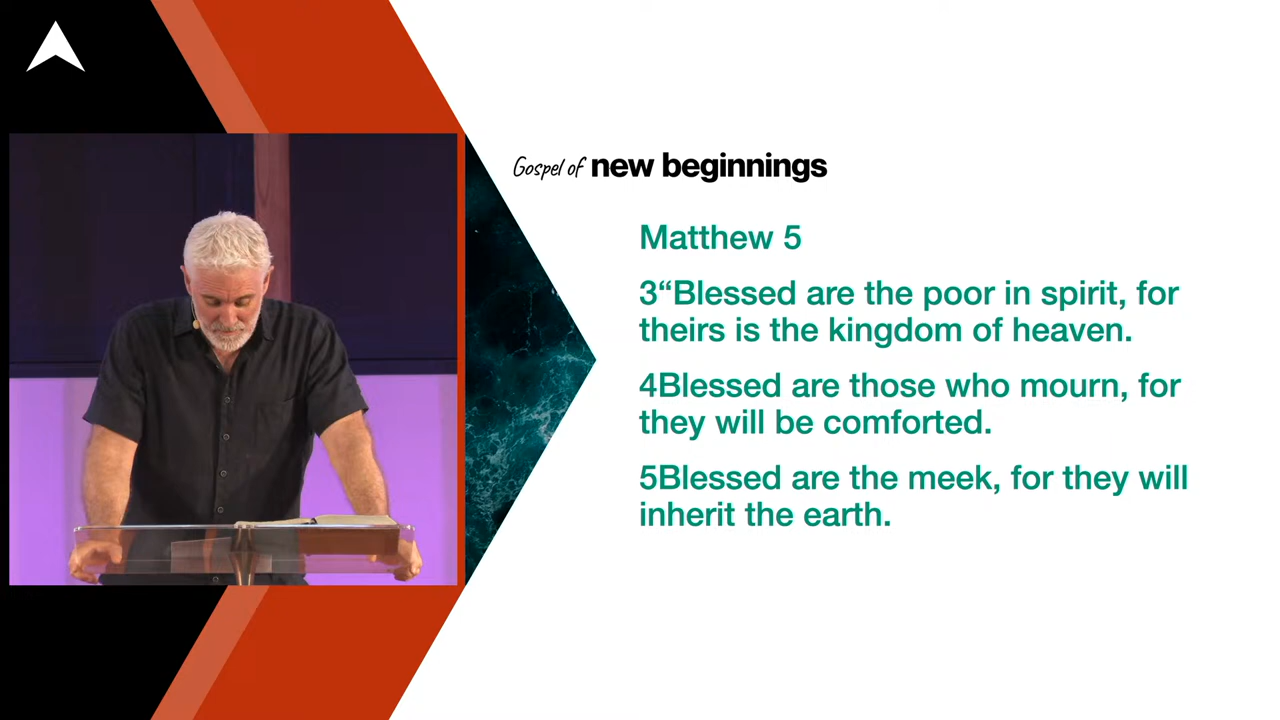 Gospel of new beginnings
Matthew 5
3“Blessed are the poor in spirit, for
theirs is the kingdom of heaven.
4Blessed are those who mourn, for
they will be comforted.
5Blessed are the meek, for they will
inherit the earth.